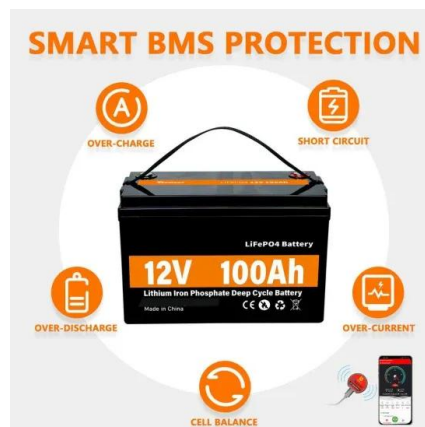 SMART BMS PROTECTION
A
OVER-CHARGE
SHORT CIRCUIT
LiFePO4 Battery
12V 100Ah
Lithium Iron Phosphate Deep Cycle Battery
Made in China
CE
OVER-DISCHARGE
OVER-CURRENT
CELL BALANCE